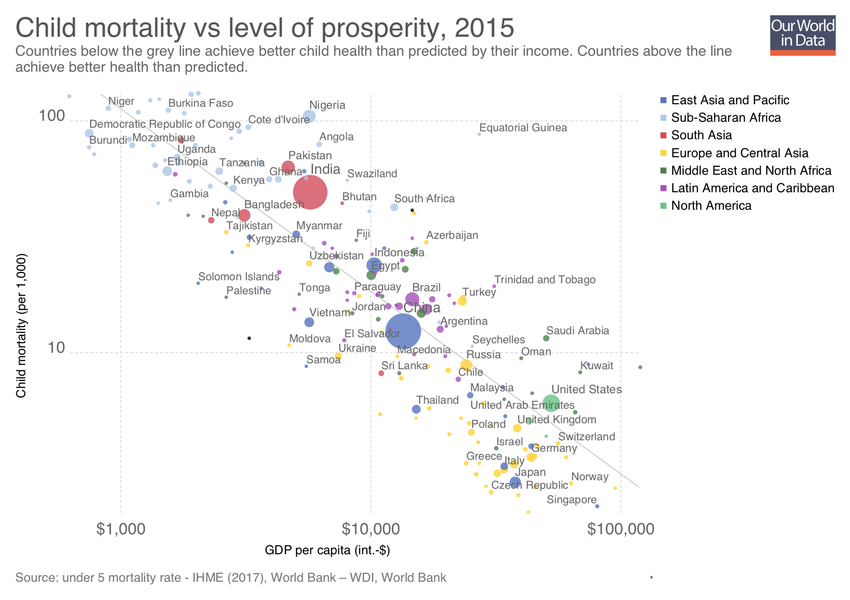 Child mortality vs level of prosperity, 2015
Countries below the grey line achieve better child health than predicted by their income. Countries above the line
achieve better health than predicted.
Our World
in Data
East Asia and Pacific
Sub-Saharan Africa
South Asia
Europe and Central Asia
Middle East and North Africa
Latin America and Caribbean
North America
Child mortality (per 1,000)
100
10
Niger
Burkina Faso
Nigeria
Democratic Republic of Congo
Cote d'Ivoire
Equatorial Guinea
Burundi
Mozambique
Angola
Uganda
Ethiopia
Tanzania
Pakistan
Ghana
India
Swaziland
Kenya
Gambia
Bhutan
South Africa
Bangladesh
Nepal
Tajikistan
Myanmar
Kyrgyzstan
Fiji
Azerbaijan
Uzbekistan
Indonesia
Egypt
Solomon Islands
Palestine
Tonga
Paraguay
Brazil
Trinidad and Tobago
Turkey
Vietnam
Jordan
China
Argentina
El Salvador
Moldova
Ukraine
Macedonia
Seychelles
Saudi Arabia
Samoa
Sri Lanka
Russia
Oman
Chile
Kuwait
Malaysia
United States
Thailand
United Arab Emirates
Poland
United Kingdom
Israel
Switzerland
Greece
Italy
Germany
Japan
Czech Republic
Norway
Singapore
$1,000
$10,000
$100,000
GDP per capita (int.-$)
Source: under 5 mortality rate - IHME (2017), World Bank – WDI, World Bank